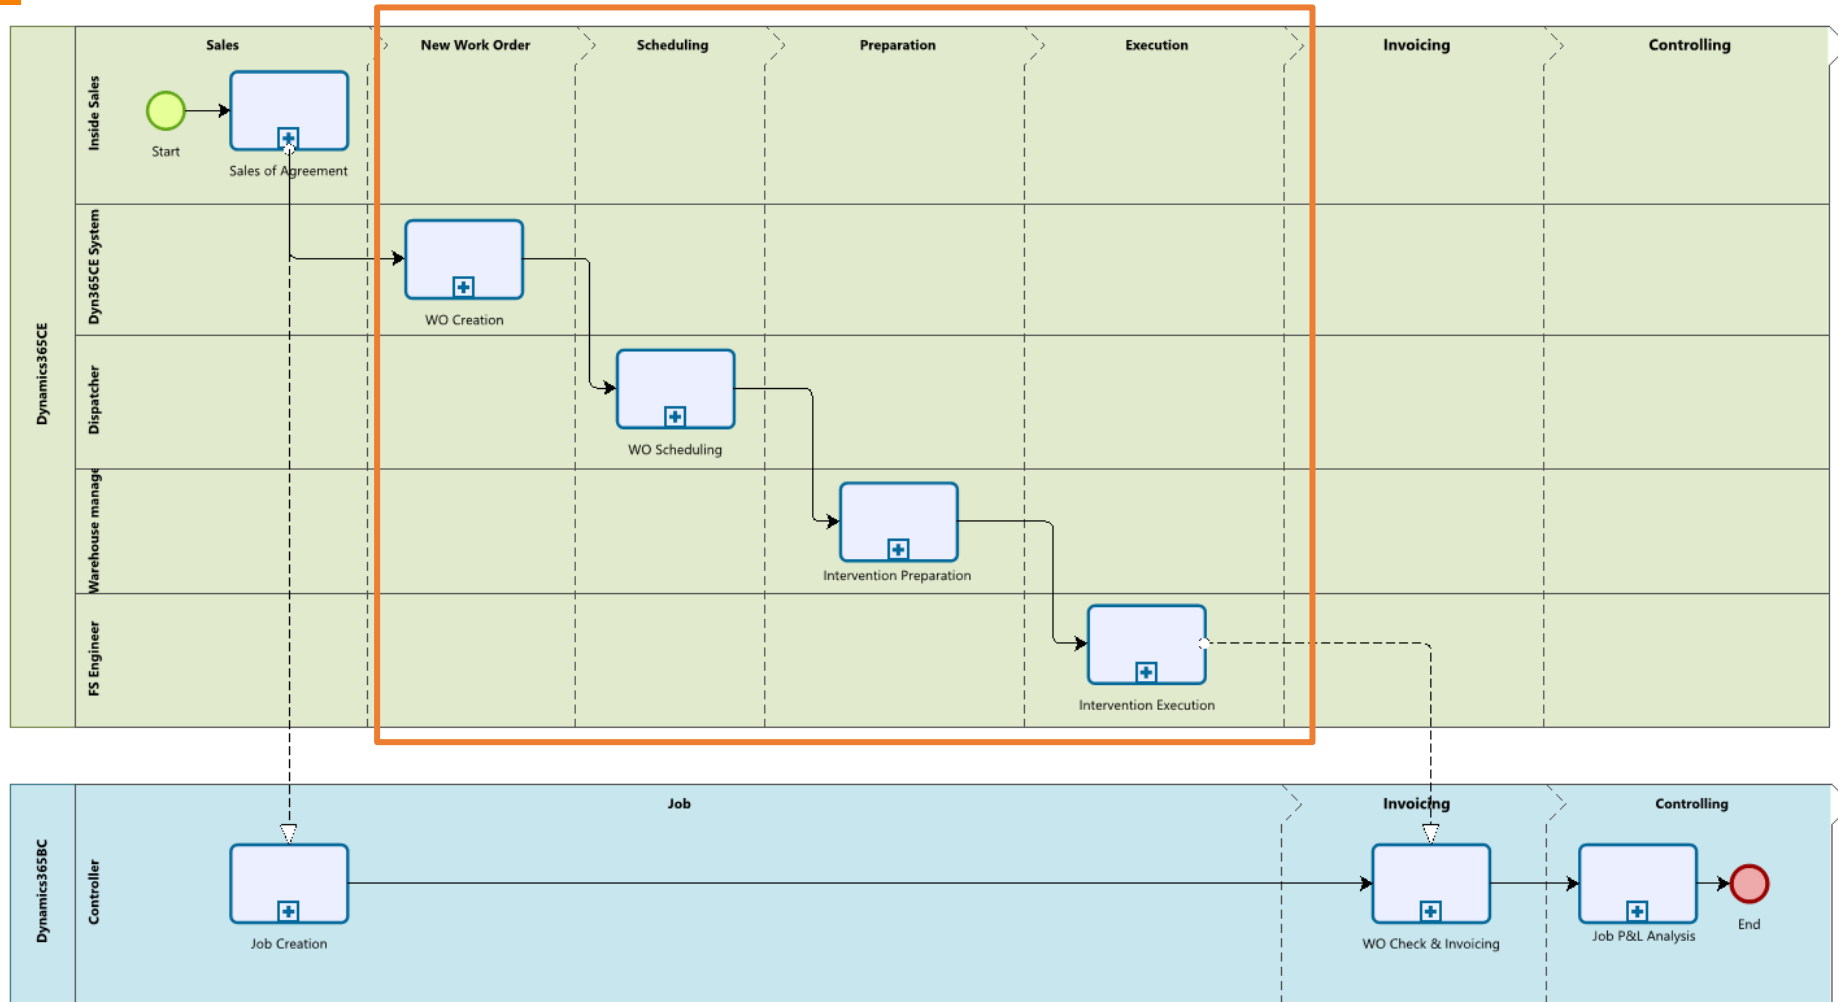 Sales
New Work Order
Scheduling
Preparation
Execution
Invoicing
Controlling
Dynamics365CE
Inside Sales
Start
Sales of Agreement
Dyn365CE System
WO Creation
Dispatcher
WO Scheduling
Warehouse manage
Intervention Preparation
FS Engineer
Intervention Execution
Job
Invoicing
Controlling
Dynamics365BC
Controller
Job Creation
WO Check & Invoicing
Job P&L Analysis
End